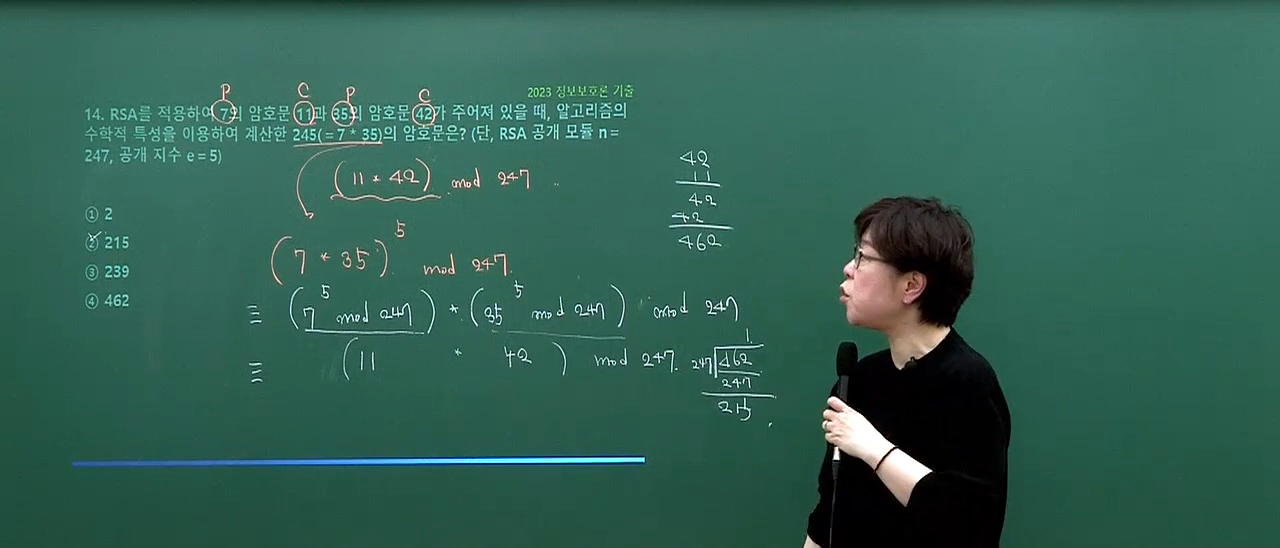 2023 정보보호론 기출
P C P C
14. RSA를 적용하여 7의 암호문 11과 35의 암호문 42가 주어져 있을 때, 알고리즘의
수학적 특성을 이용하여 계산한 245(= 7 * 35)의 암호문은? (단, RSA 공개 모듈 n =
247, 공개 지수 e = 5)
① 2
② 215
③ 239
④ 462
(11 * 42) mod 247
(7 * 35)^5 mod 247
≡ (7^5 mod 247) * (35^5 mod 247) mod 247
≡ (11 * 42) mod 247
42
11
42
42
462
1
247 462
247
215